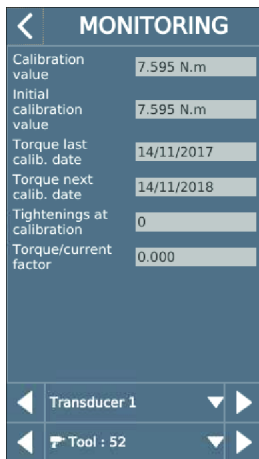 MONITORING
Calibration
value
7.595 N.m
Initial
calibration
value
7.595 N.m
Torque last
calib. date
14/11/2017
Torque next
calib. date
14/11/2018
Tightenings at
calibration
0
Torque/current
factor
0.000
Transducer 1
Tool : 52